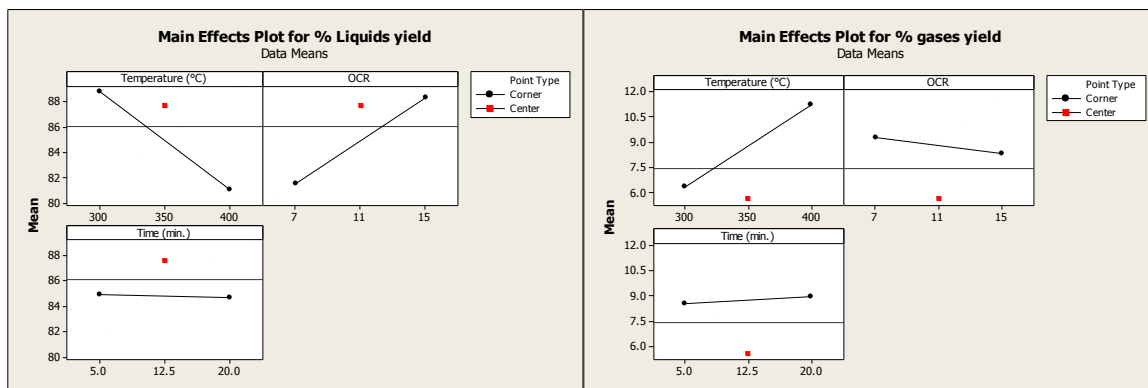 Main Effects Plot for % Liquids yield
Data Means
Temperature (°C) OCR
88
86
84
82
80
300 350 400 7 11 15
Time (min.)
88
86
84
82
80
5.0 12.5 20.0
Mean
Point Type
Corner
Center
Main Effects Plot for % gases yield
Data Means
Temperature (°C) OCR
12.0
10.5
9.0
7.5
6.0
300 350 400 7 11 15
Time (min.)
12.0
10.5
9.0
7.5
6.0
5.0 12.5 20.0
Mean
Point Type
Corner
Center